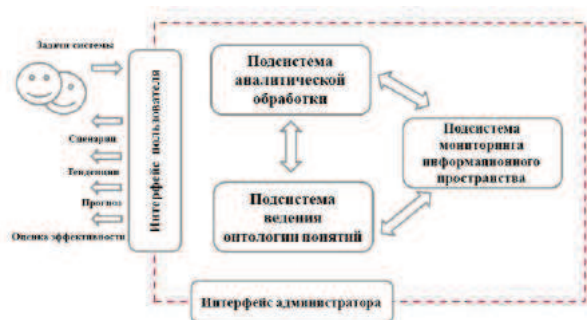 Задачи системы
Сценарии
Тенденции
Прогноз
Оценка эффективности
Интерфейс пользователя
Подсистема
аналитической
обработки
Подсистема
ведения
онтологии понятий
Подсистема
мониторинга
информационного
пространства
Интерфейс администратора